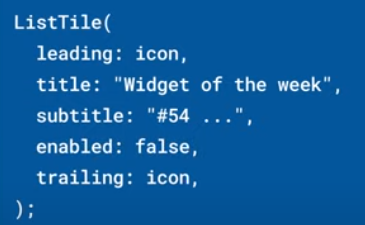 ListTile(
  leading: icon,
  title: "Widget of the week",
  subtitle: "#54 ...",
  enabled: false,
  trailing: icon,
);